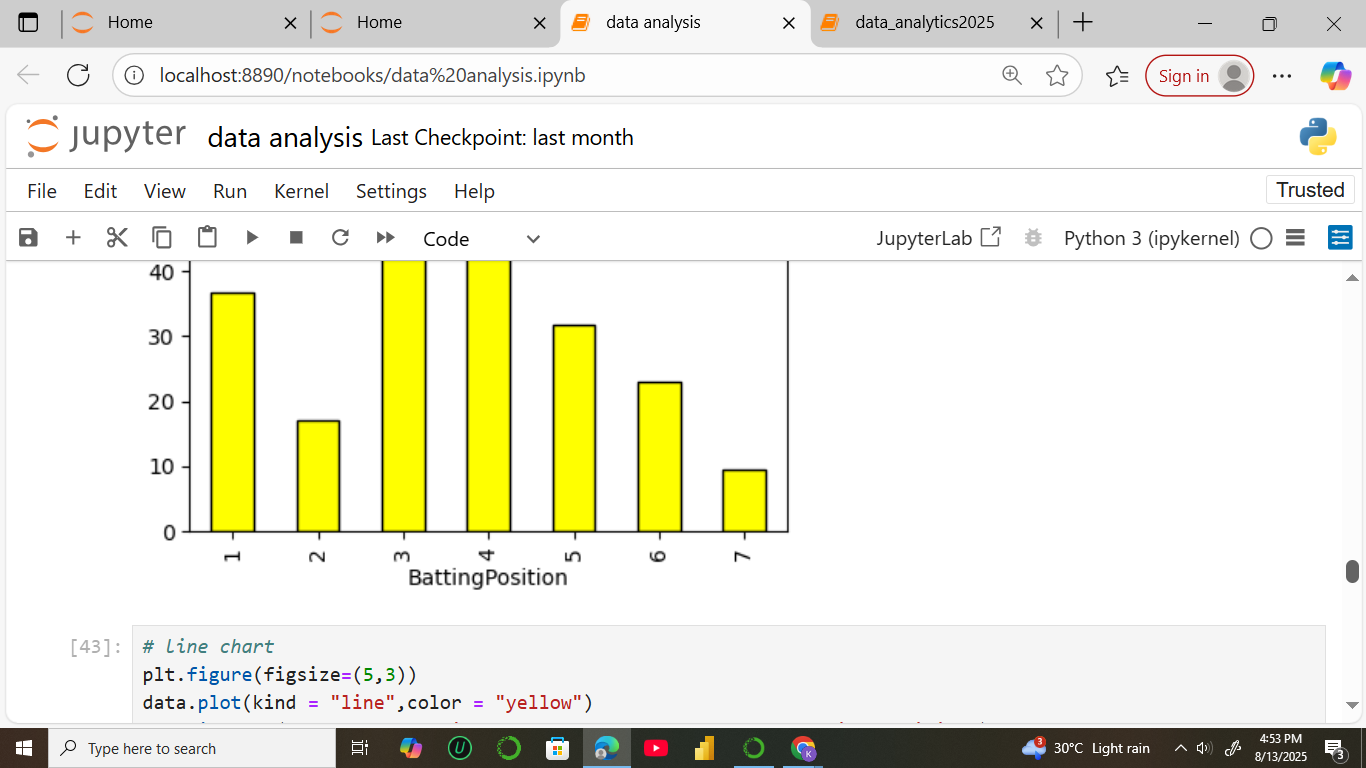 Home
Home
data analysis
data_analytics2025
localhost:8890/notebooks/data%20analysis.ipynb
Sign in
jupyter data analysis Last Checkpoint: last month
File Edit View Run Kernel Settings Help
Trusted
Code
JupyterLab
Python 3 (ipykernel)
40
30
20
10
0
1 2 3 4 5 6 7
BattingPosition
[43]: # line chart
plt.figure(figsize=(5,3))
data.plot(kind = "line",color = "yellow")
Type here to search
3
30°C Light rain
4:53 PM
8/13/2025
3